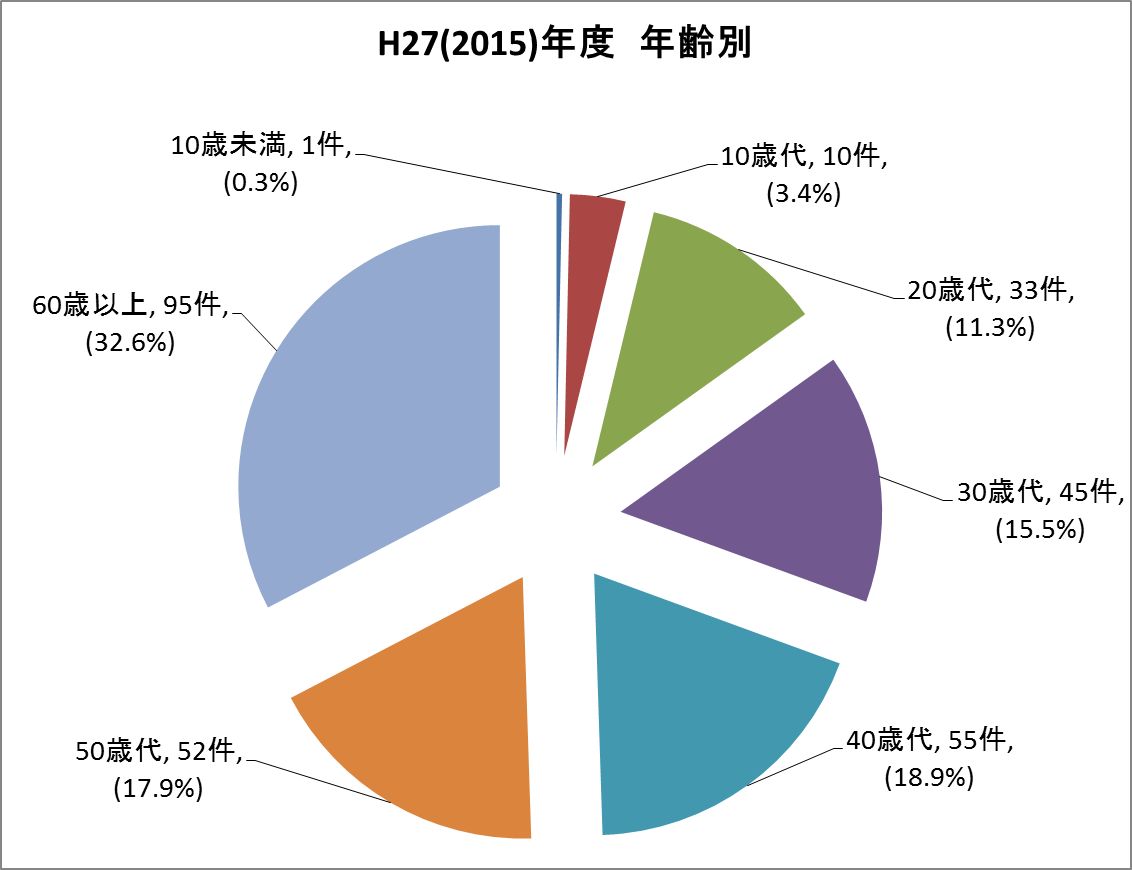 H27(2015)年度　年齢別
10歳未満, 1件,
(0.3%)
10歳代, 10件,
(3.4%)
20歳代, 33件,
(11.3%)
30歳代, 45件,
(15.5%)
40歳代, 55件,
(18.9%)
50歳代, 52件,
(17.9%)
60歳以上, 95件,
(32.6%)